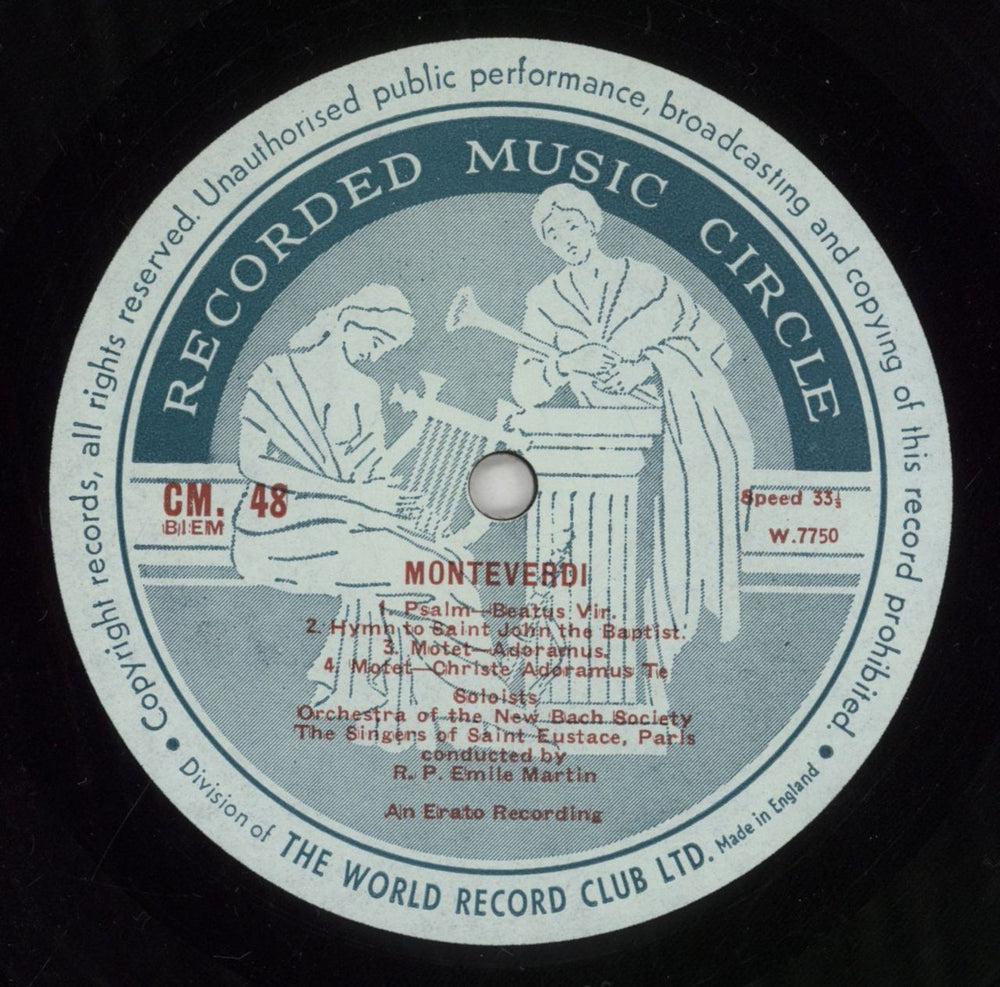 Copyright records, all rights reserved. Unauthorised public performance, broadcasting and copying of this record prohibited.
RECORDED MUSIC CIRCLE
CM. 48
BIEM
Speed 33⅓
W.7750
MONTEVERDI
1. Psalm—Beatus Vir.
2. Hymn to Saint John the Baptist.
3. Motet—Adoramus.
4. Motet—Christe Adoramus Te
Soloists
Orchestra of the New Bach Society
The Singers of Saint Eustace, Paris
conducted by
R. P. Emile Martin
An Erato Recording
Division of THE WORLD RECORD CLUB LTD. Made in England